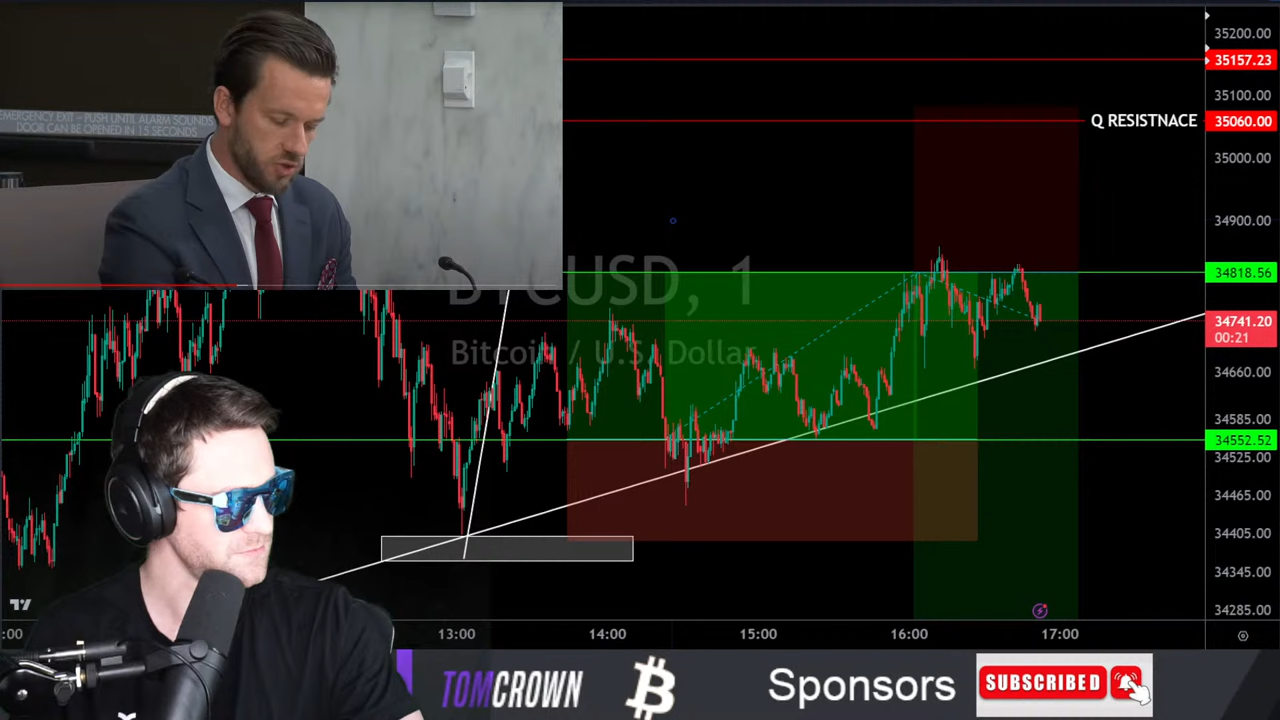 EMERGENCY EXIT – PUSH UNTIL ALARM SOUNDS
DOOR CAN BE OPENED IN 15 SECONDS
BTCUSD, 1
Bitcoin / U.S. Dollar
Q RESISTNACE
35200.00
35157.23
35100.00
35060.00
35000.00
34900.00
34818.56
34741.20
00:21
34660.00
34585.00
34552.52
34525.00
34465.00
34405.00
34345.00
34285.00
:00
13:00
14:00
15:00
16:00
17:00
TOMCROWN
Sponsors
SUBSCRIBED